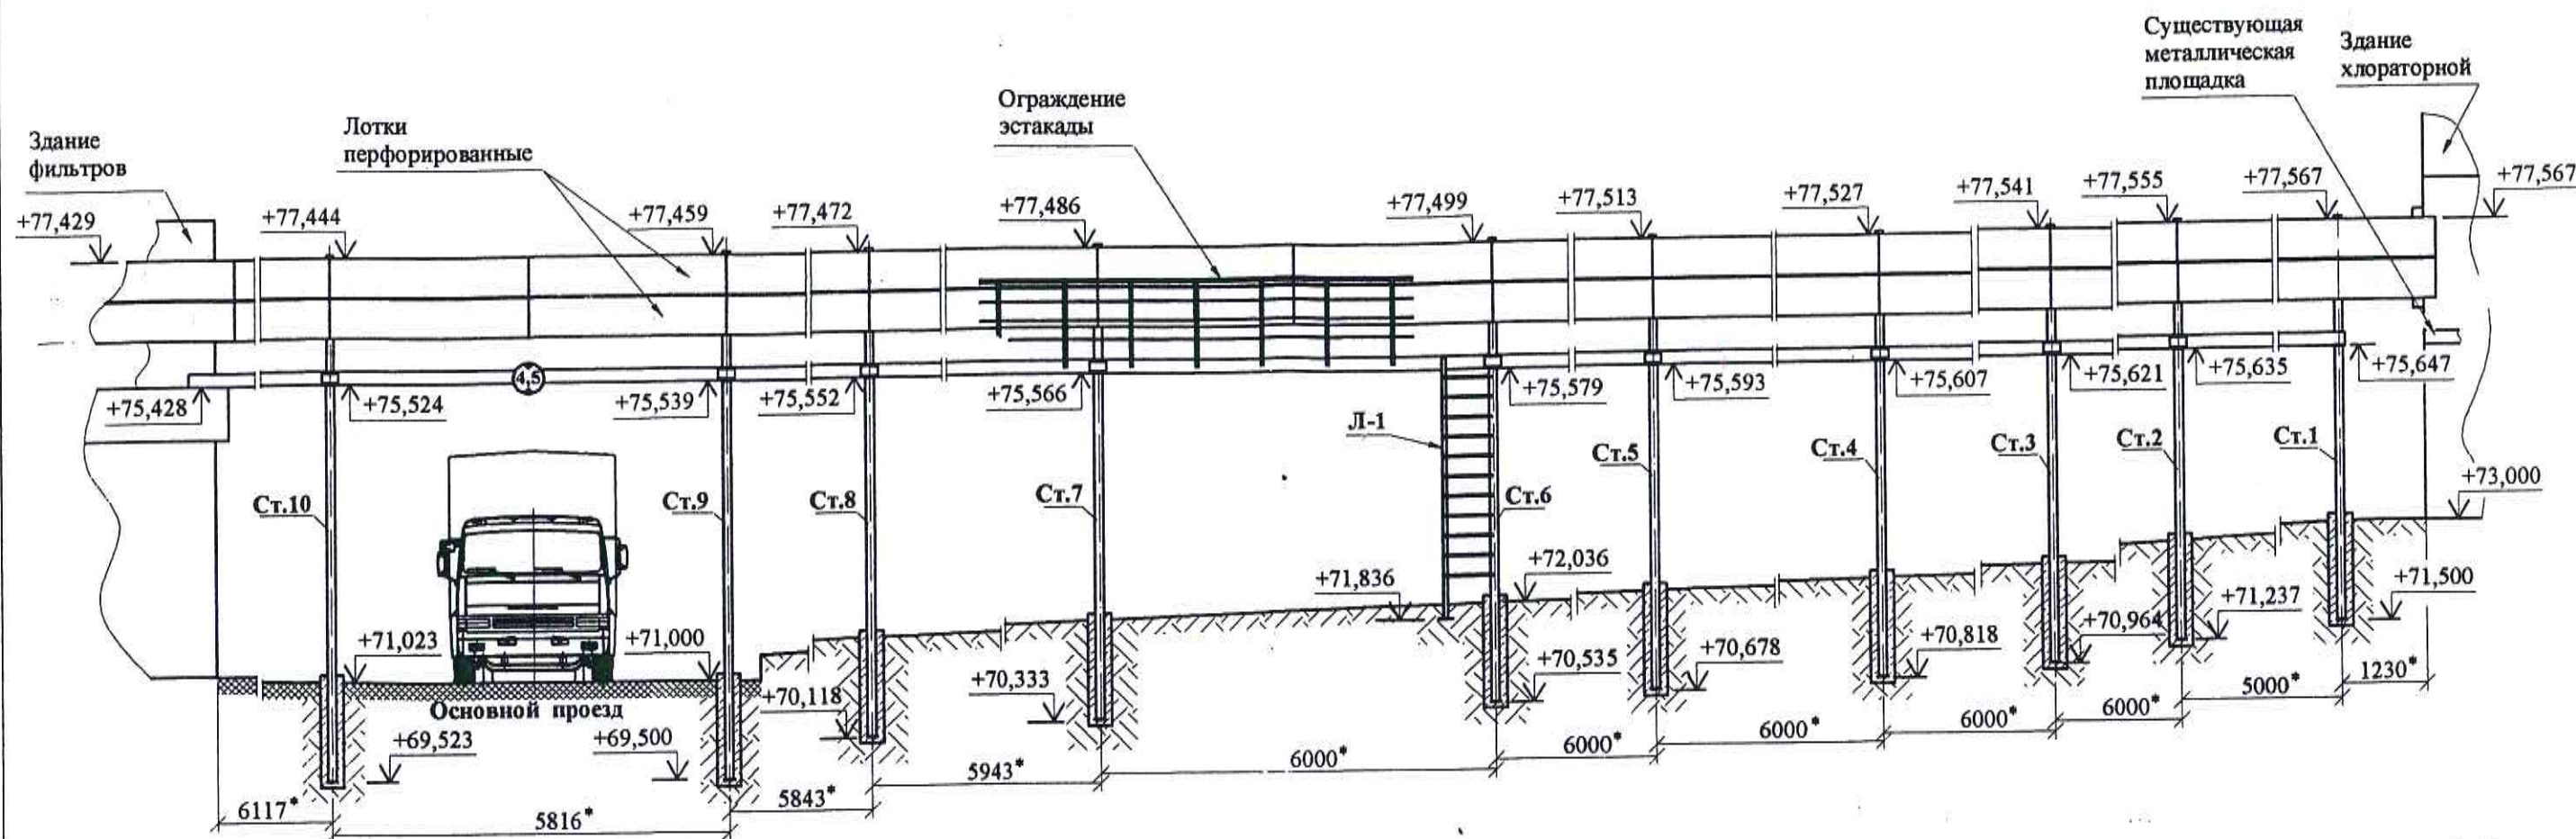 Существующая
металлическая
площадка
Здание
хлораторной
Ограждение
эстакады
Лотки
перфорированные
Здание
фильтров
+77,429
+77,444
+77,459
+77,472
+77,486
+77,499
+77,513
+77,527
+77,541
+77,555
+77,567
+77,567
+75,428
+75,524
4,5
+75,539
+75,552
+75,566
+75,579
+75,593
+75,607
+75,621
+75,635
+75,647
Л-1
Ст.10
Ст.9
Ст.8
Ст.7
Ст.6
Ст.5
Ст.4
Ст.3
Ст.2
Ст.1
+73,000
+71,023
+71,000
+71,836
+72,036
Основной проезд
+69,523
+69,500
+70,118
+70,333
+70,535
+70,678
+70,818
+70,964
+71,237
+71,500
6117*
5816*
5843*
5943*
6000*
6000*
6000*
6000*
6000*
5000*
1230*